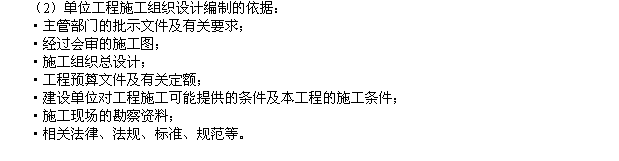 （2）单位工程施工组织设计编制的依据：
·主管部门的批示文件及有关要求；
·经过会审的施工图；
·施工组织总设计；
·工程预算文件及有关定额；
·建设单位对工程施工可能提供的条件及本工程的施工条件；
·施工现场的勘察资料；
·相关法律、法规、标准、规范等。